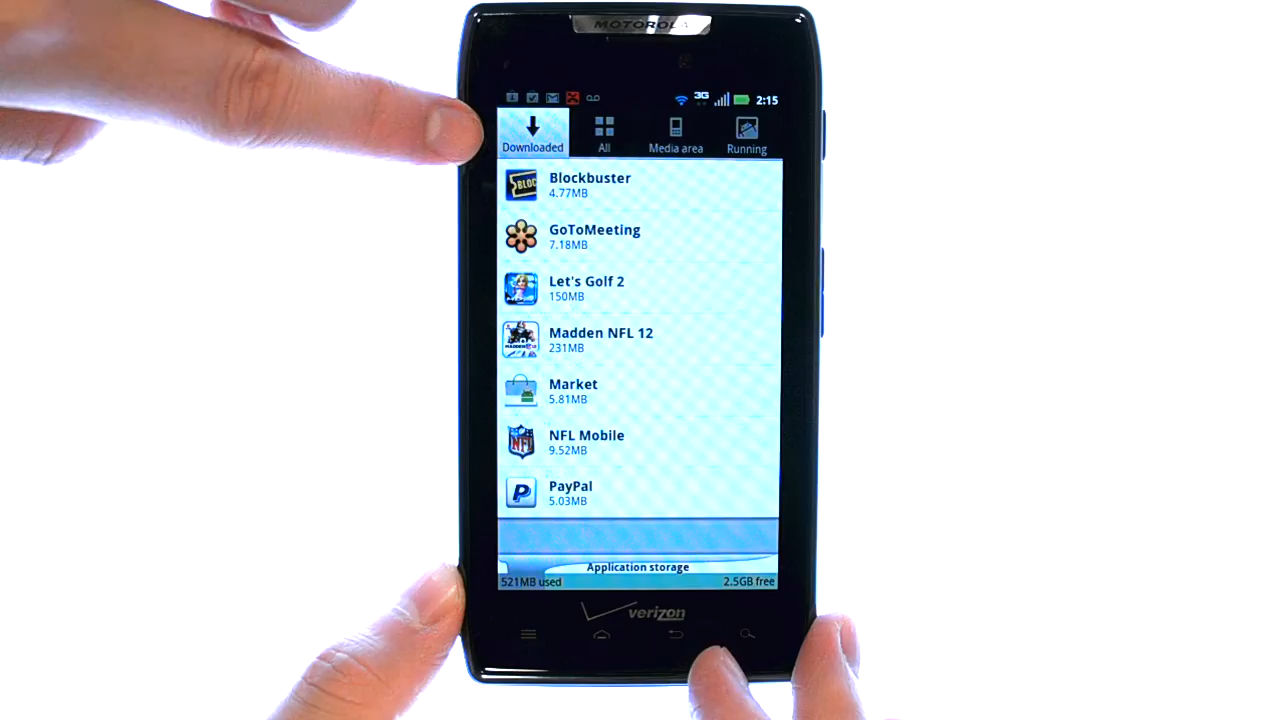 MOTOROLA
3G 2:15
Downloaded All Media area Running
Blockbuster
4.77MB
GoToMeeting
7.18MB
Let's Golf 2
150MB
Madden NFL 12
231MB
Market
5.81MB
NFL Mobile
9.52MB
PayPal
5.03MB
Application storage
521MB used 2.5GB free
verizon